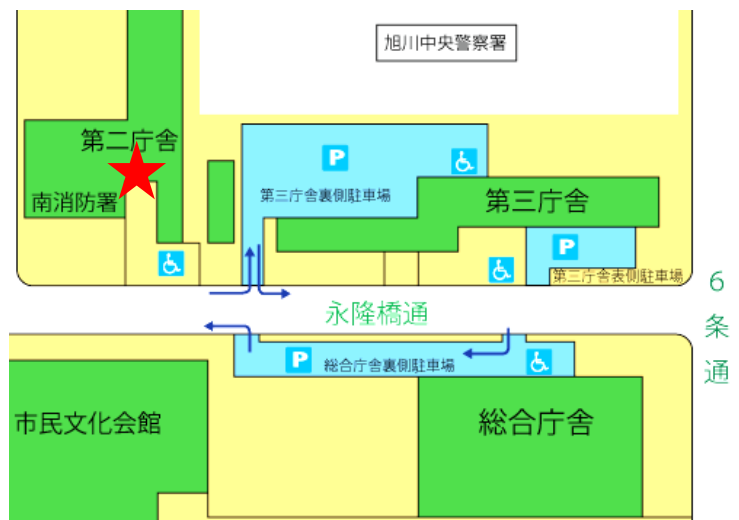 旭川中央警察署
第二庁舎
P
第三庁舎裏側駐車場
南消防署
第三庁舎
P
第三庁舎表側駐車場
6条通
永隆橋通
P
総合庁舎裏側駐車場
市民文化会館
総合庁舎